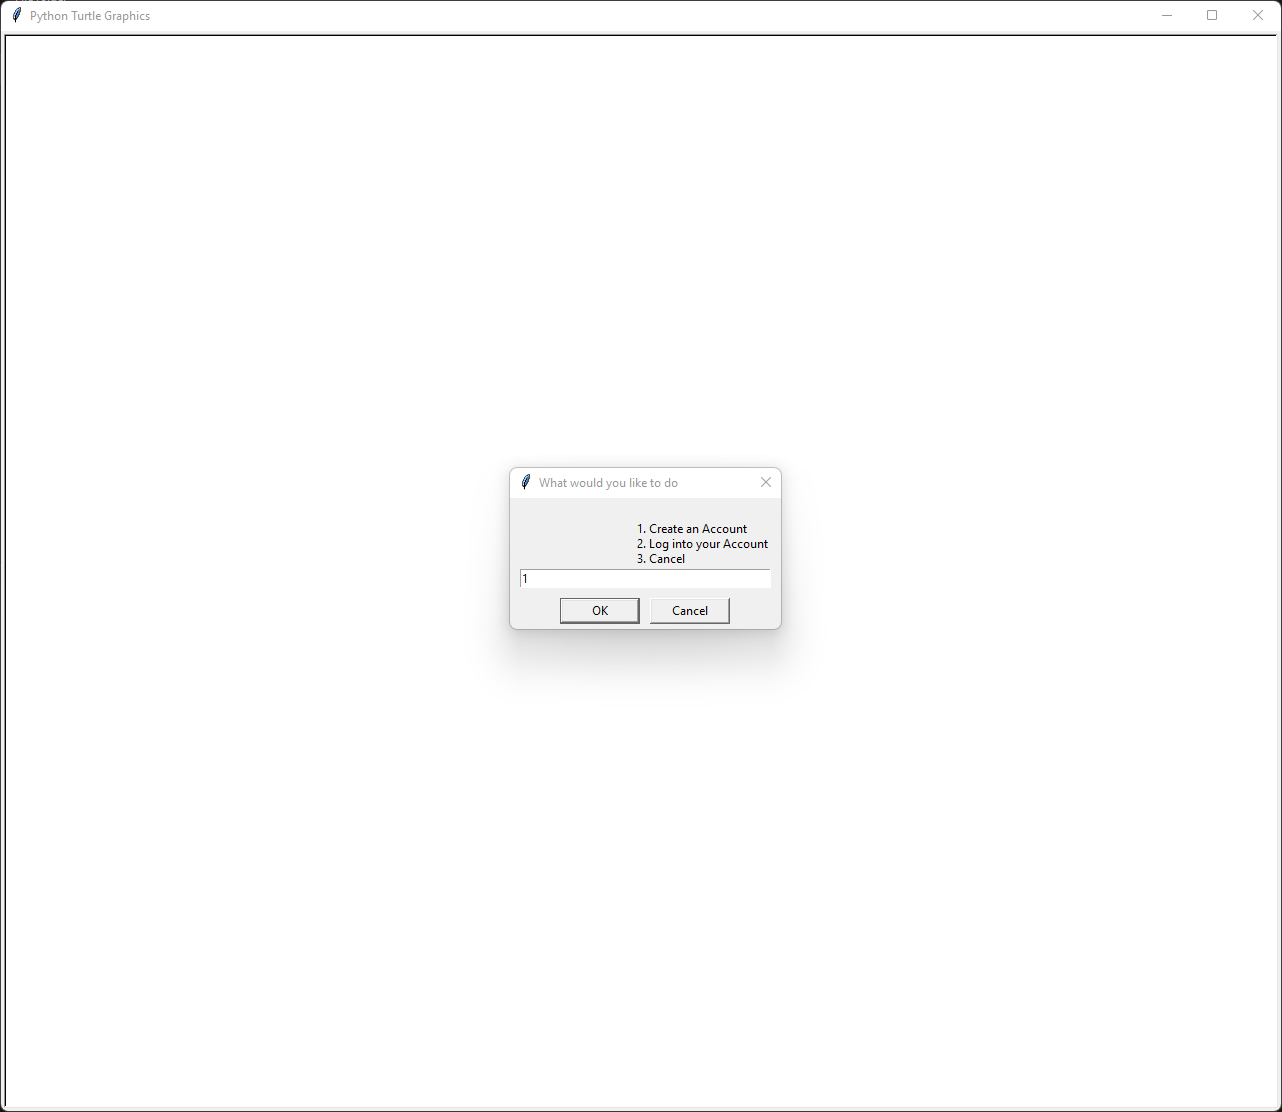 Python Turtle Graphics
What would you like to do
1. Create an Account
2. Log into your Account
3. Cancel
1
OK Cancel